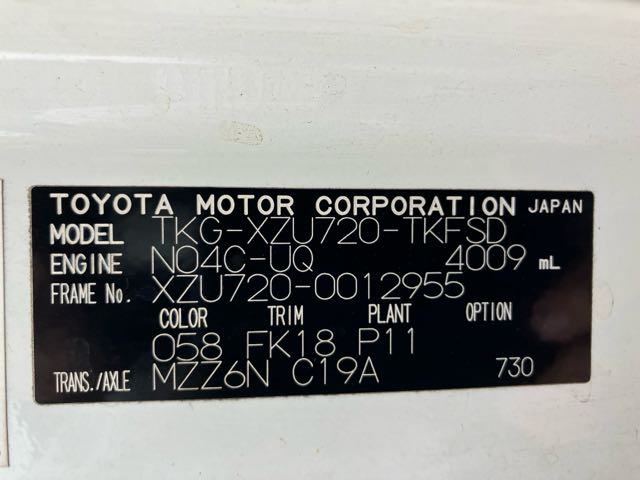 TOYOTA MOTOR CORPORATION JAPAN
MODEL TKG-XZU720-TKFSD
ENGINE N04C-UQ 4009 mL
FRAME No. XZU720-0012955
COLOR TRIM PLANT OPTION
058 FK18 P11
TRANS./AXLE MZZ6N C19A 730